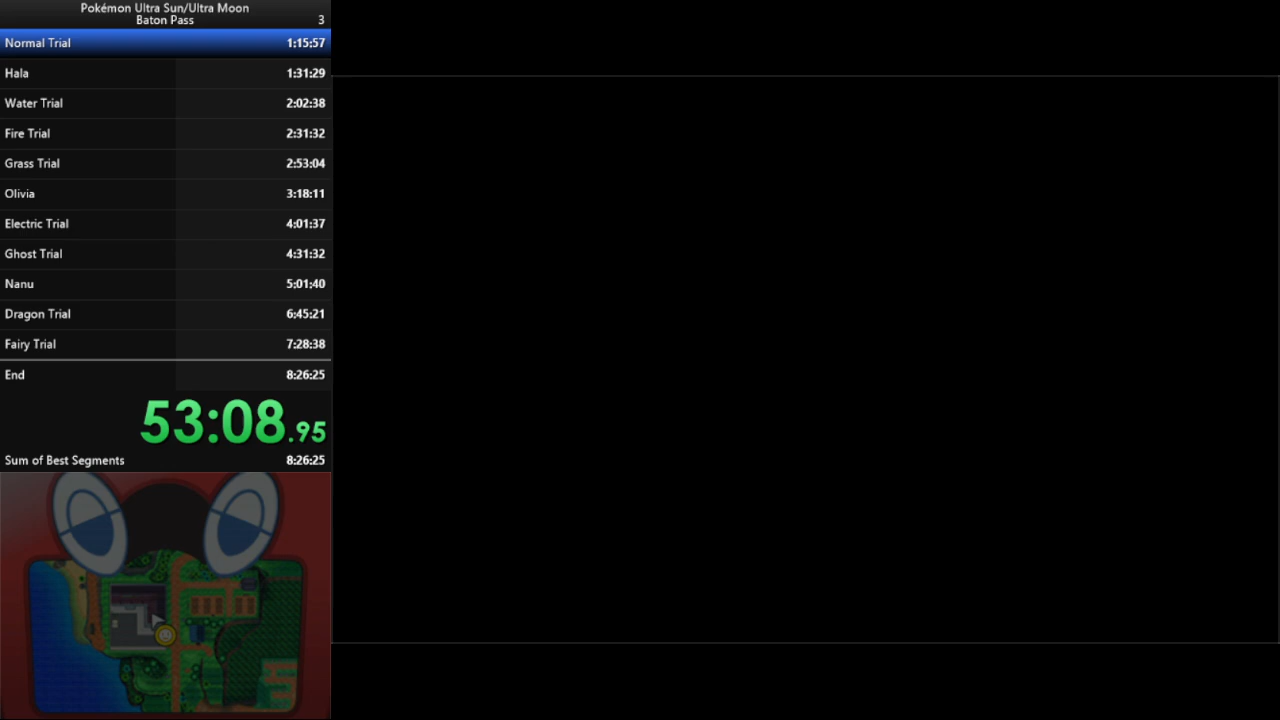 Pokémon Ultra Sun/Ultra Moon
Baton Pass 3
Normal Trial 1:15:57
Hala 1:31:29
Water Trial 2:02:38
Fire Trial 2:31:32
Grass Trial 2:53:04
Olivia 3:18:11
Electric Trial 4:01:37
Ghost Trial 4:31:32
Nanu 5:01:40
Dragon Trial 6:45:21
Fairy Trial 7:28:38
End 8:26:25
53:08.95
Sum of Best Segments 8:26:25